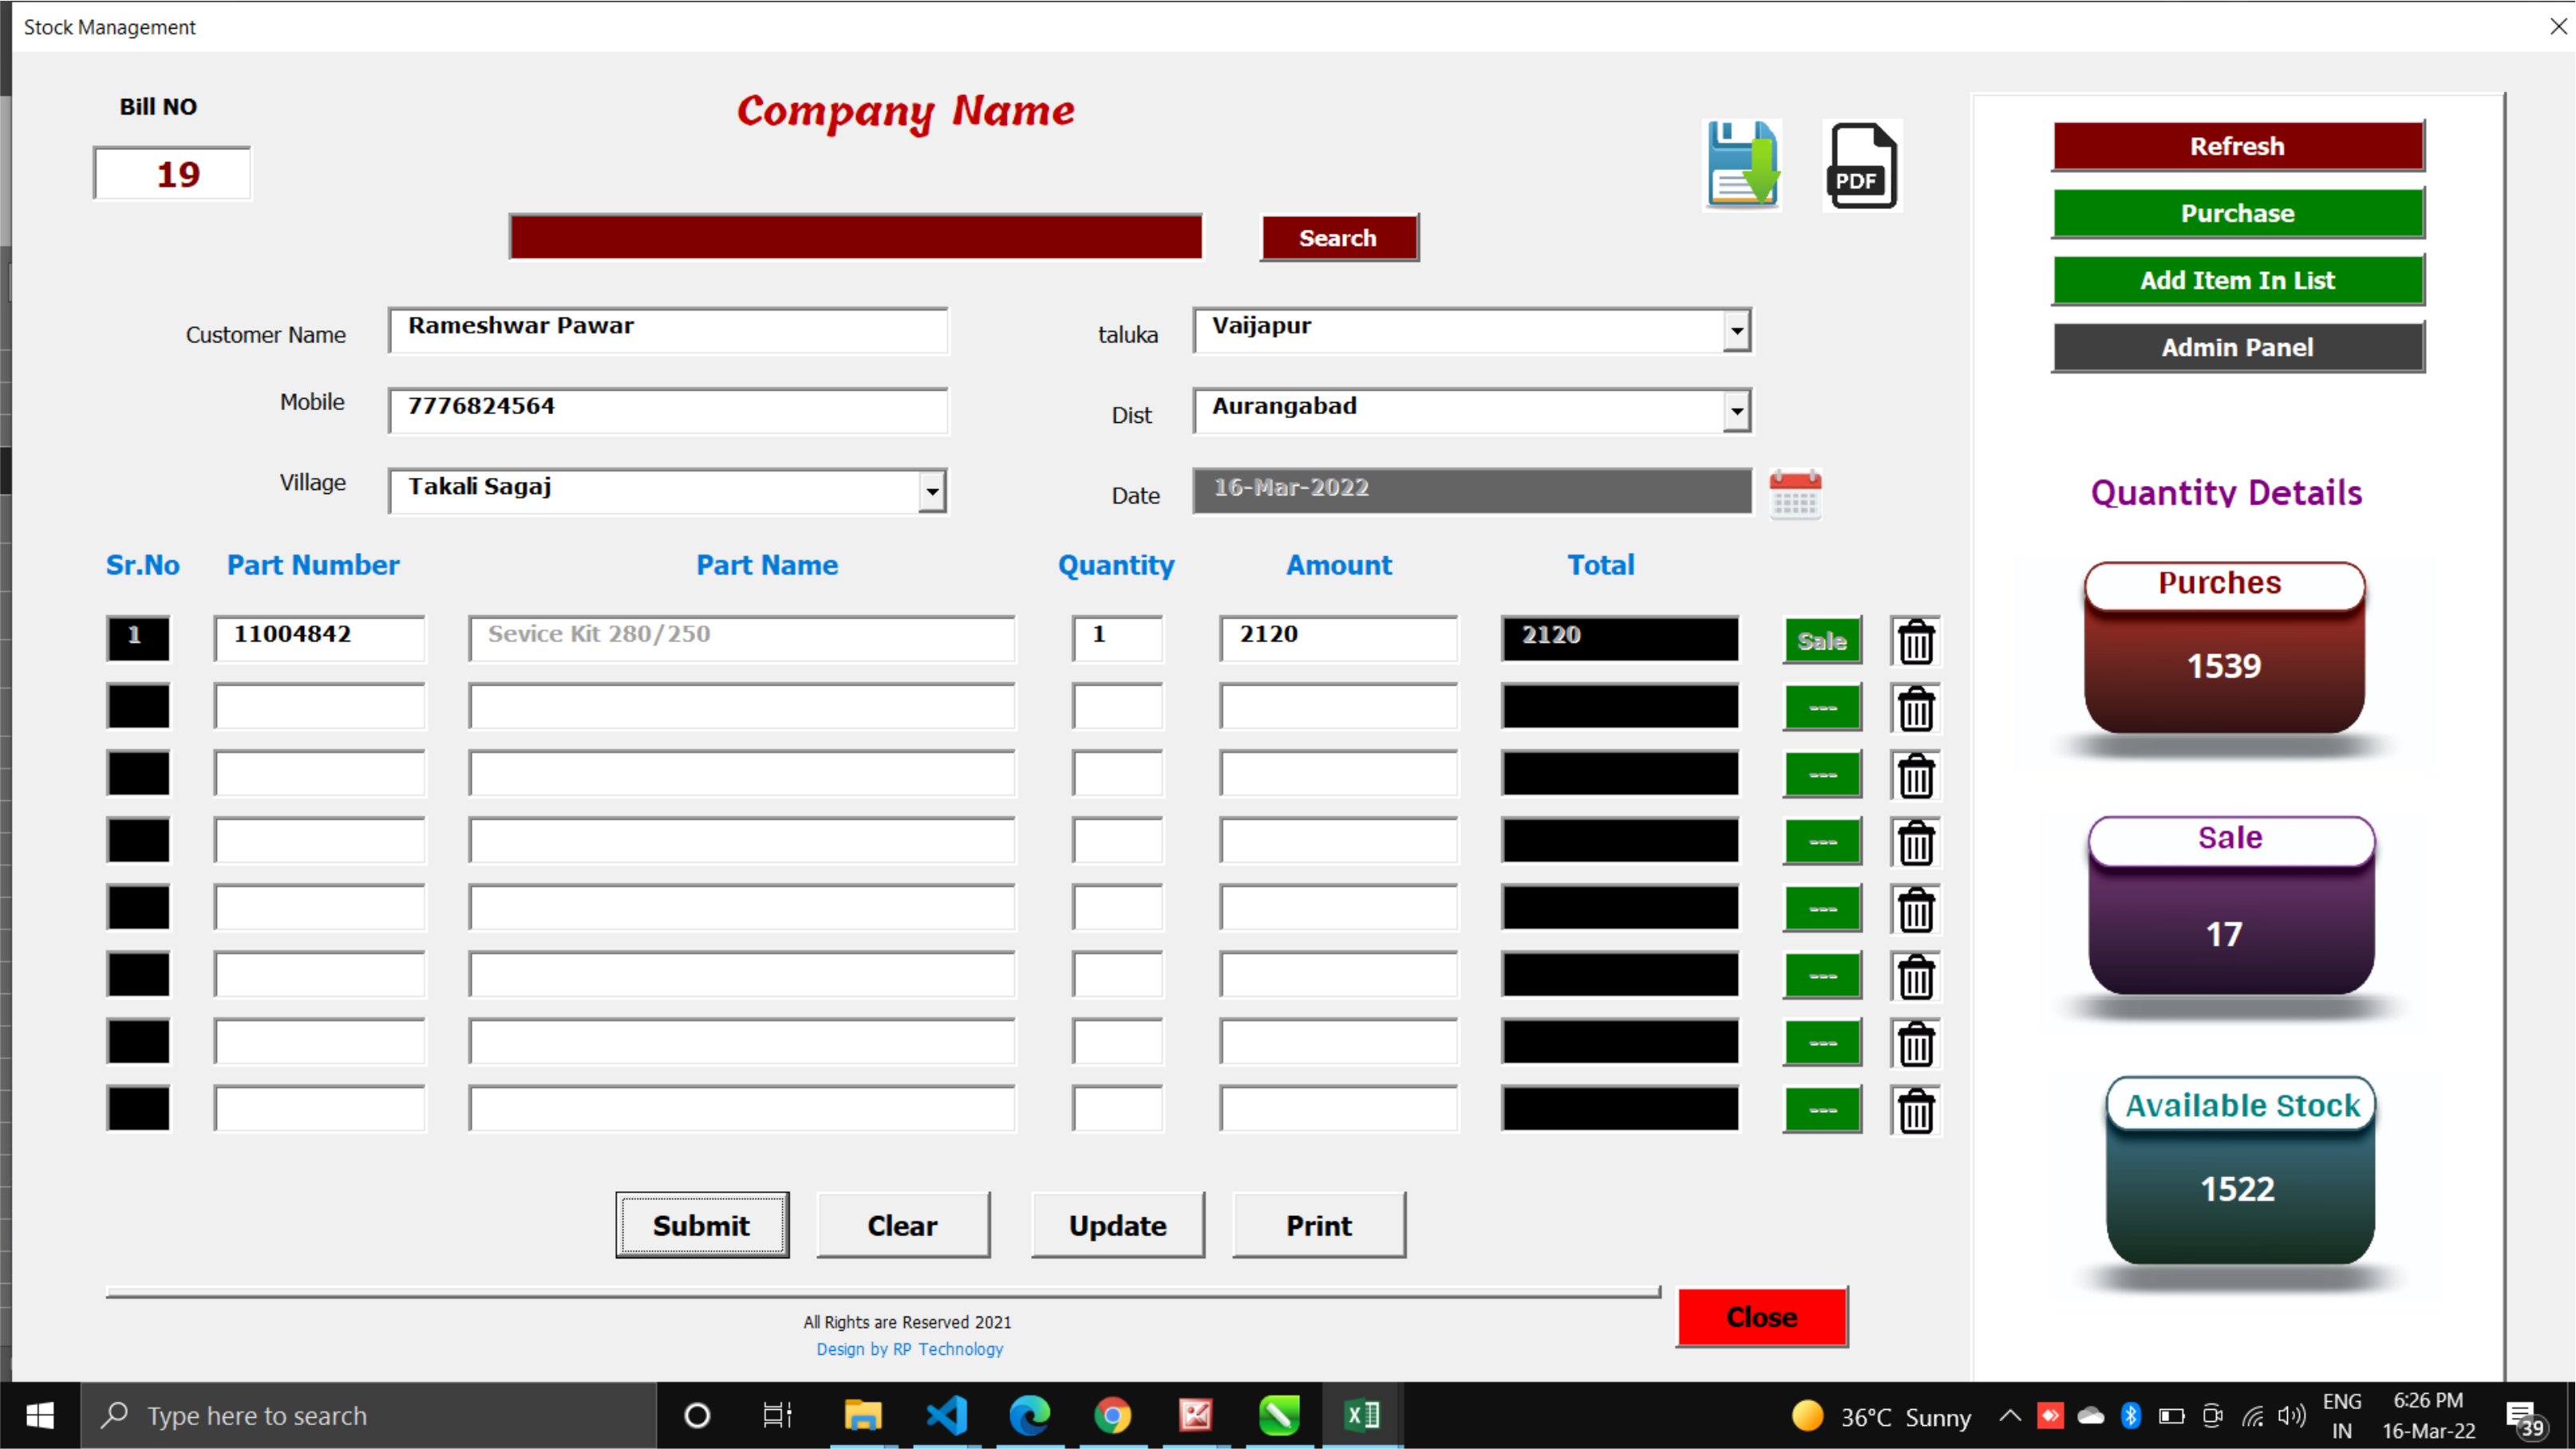 Stock Management
Bill NO
Company Name
19
PDF
Search
Refresh
Purchase
Add Item In List
Admin Panel
Customer Name
Rameshwar Pawar
taluka
Vaijapur
Mobile
7776824564
Dist
Aurangabad
Village
Takali Sagaj
Date
16-Mar-2022
Sr.No Part Number Part Name Quantity Amount Total
1 11004842 Sevice Kit 280/250 1 2120 2120 Sale
---
---
---
---
---
---
---
Quantity Details
Purches
1539
Sale
17
Available Stock
1522
Submit Clear Update Print
Close
All Rights are Reserved 2021
Design by RP Technology
Type here to search
36°C Sunny
ENG
IN
6:26 PM
16-Mar-22
39